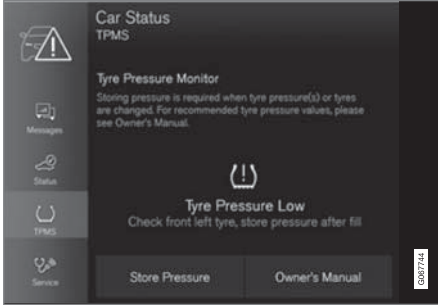 Car Status
TPMS
Tyre Pressure Monitor
Storing pressure is required when tyre pressure(s) or tyres
are changed. For recommended tyre pressure values, please
see Owner's Manual.
Messages
Status
TPMS
Service
Tyre Pressure Low
Check front left tyre, store pressure after fill
Store Pressure
Owner's Manual
G067744